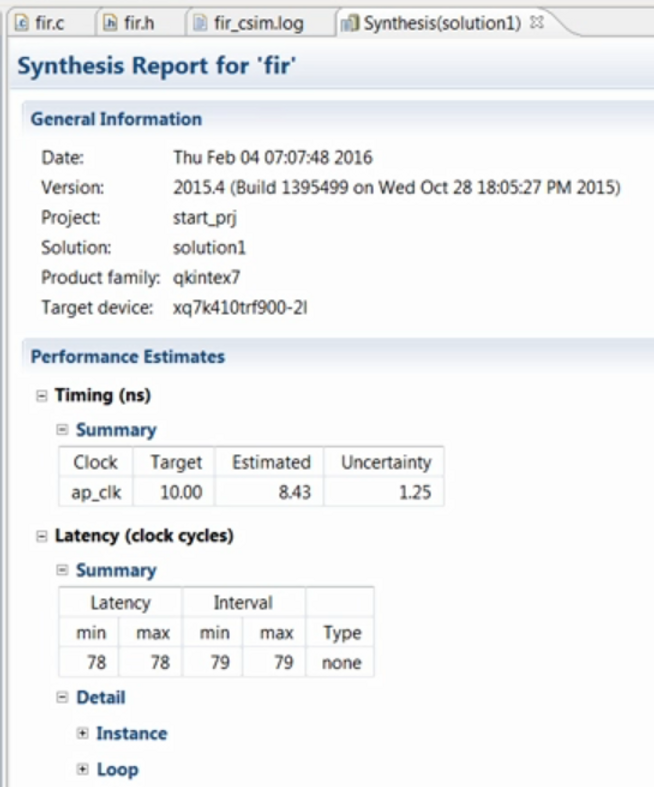 fir.c fir.h fir_csim.log Synthesis(solution1)
Synthesis Report for 'fir'
General Information
Date: Thu Feb 04 07:07:48 2016
Version: 2015.4 (Build 1395499 on Wed Oct 28 18:05:27 PM 2015)
Project: start_prj
Solution: solution1
Product family: qkintex7
Target device: xq7k410trf900-2l
Performance Estimates
Timing (ns)
Summary
Clock Target Estimated Uncertainty
ap_clk 10.00 8.43 1.25
Latency (clock cycles)
Summary
Latency Interval
min max min max Type
78 78 79 79 none
Detail
Instance
Loop